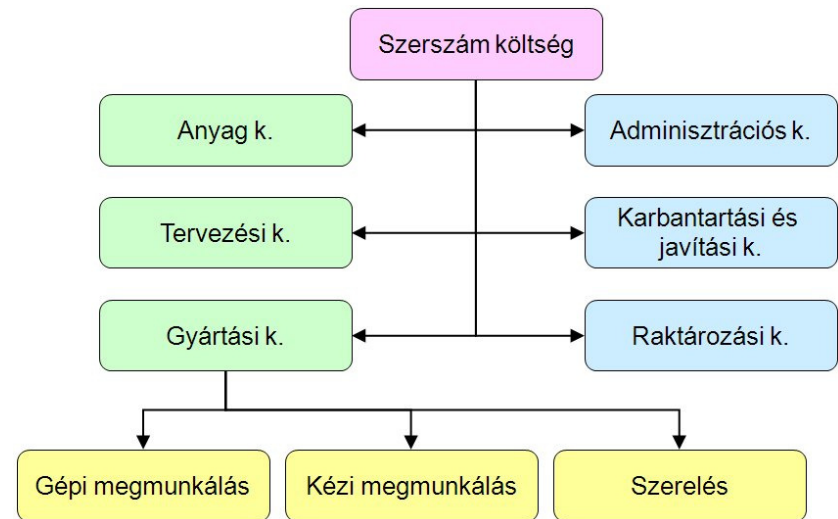 Szerszám költség
Anyag k.
Adminisztrációs k.
Tervezési k.
Karbantartási és
javítási k.
Gyártási k.
Raktározási k.
Gépi megmunkálás
Kézi megmunkálás
Szerelés